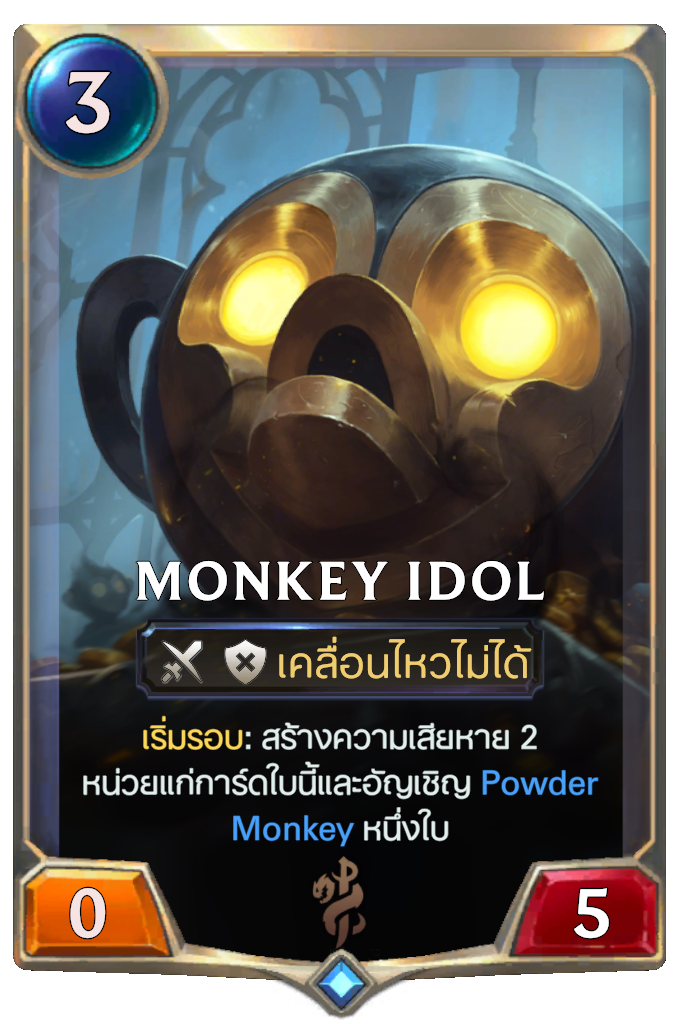 3
MONKEY IDOL
เคลื่อนไหวไม่ได้
เริ่มรอบ: สร้างความเสียหาย 2
หน่วยแก่การ์ดใบนี้และอัญเชิญ Powder
Monkey หนึ่งใบ
0
5